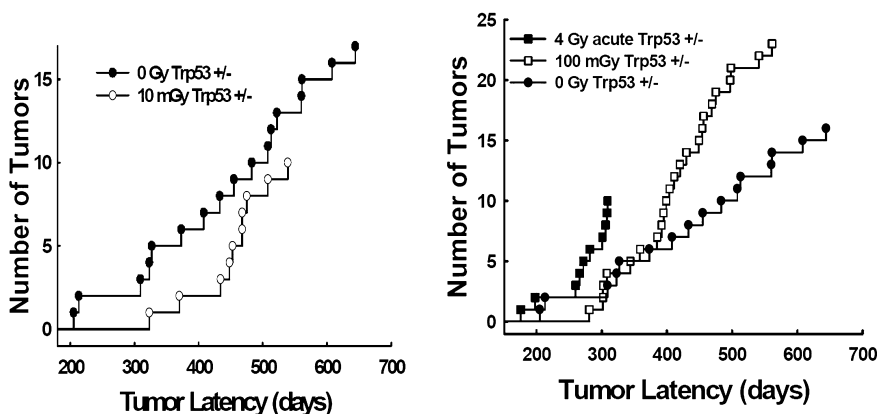 0 Gy Trp53 +/-
10 mGy Trp53 +/-
Number of Tumors
15
10
5
0
200 300 400 500 600 700
Tumor Latency (days)
4 Gy acute Trp53 +/-
100 mGy Trp53 +/-
0 Gy Trp53 +/-
Number of Tumors
25
20
15
10
5
0
200 300 400 500 600 700
Tumor Latency (days)